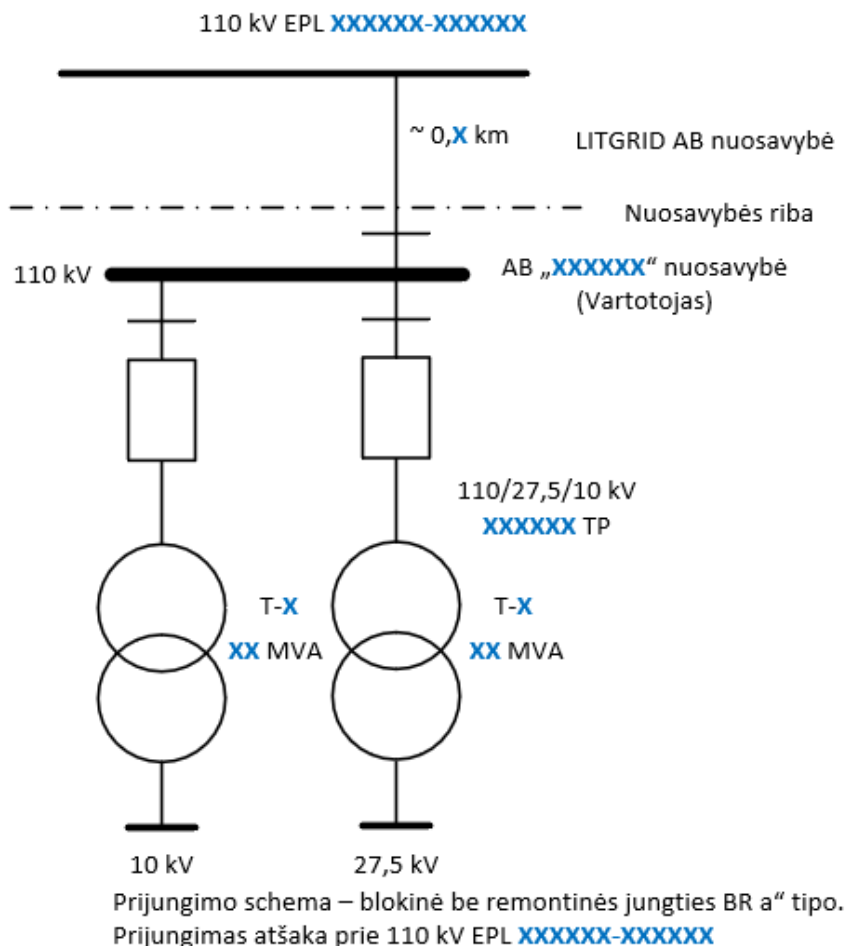 110 kV EPL XXXXXX-XXXXXX
~ 0,X km
LITGRID AB nuosavybė
Nuosavybės riba
110 kV
AB „XXXXXX“ nuosavybė
(Vartotojas)
110/27,5/10 kV
XXXXXX TP
T-X
T-X
XX MVA
XX MVA
10 kV
27,5 kV
Prijungimo schema – blokinė be remontinės jungties BR a“ tipo.
Prijungimas atšaka prie 110 kV EPL XXXXXX-XXXXXX